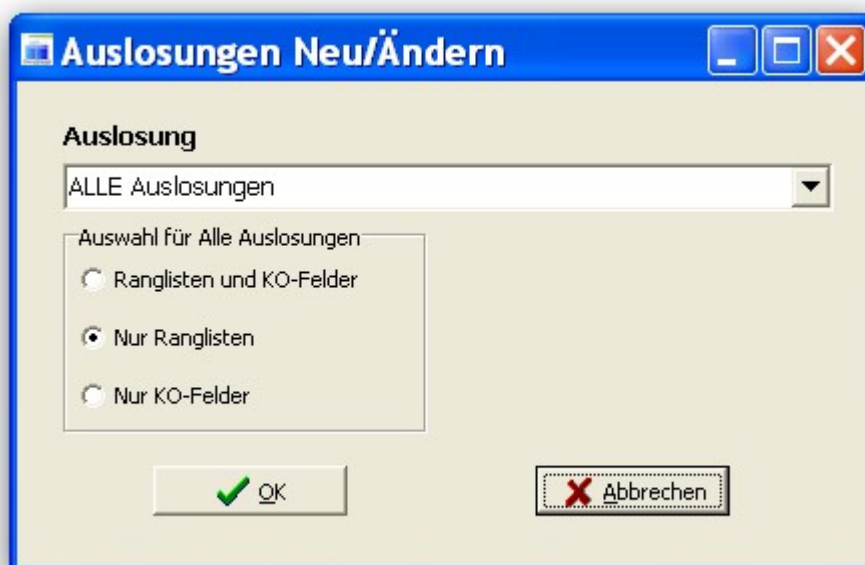 Auslosungen Neu/Ändern
Auslosung
ALLE Auslosungen
Auswahl für Alle Auslosungen
Ranglisten und KO-Felder
Nur Ranglisten
Nur KO-Felder
OK
Abbrechen